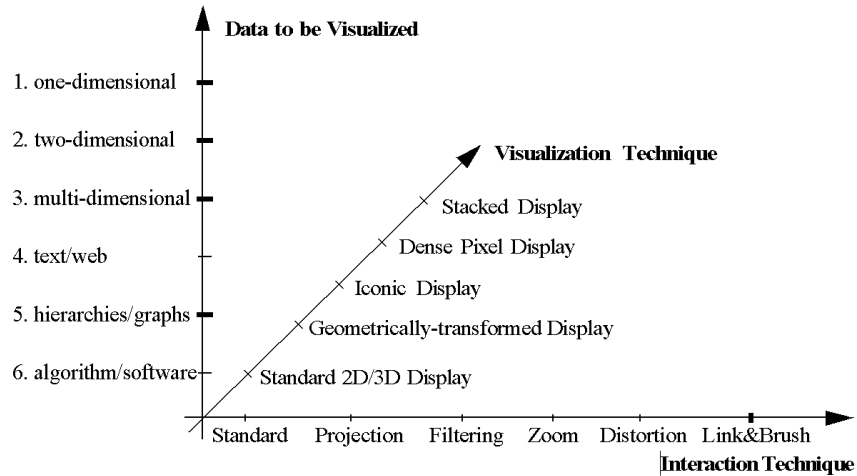 Data to be Visualized
1. one-dimensional
2. two-dimensional
Visualization Technique
3. multi-dimensional
Stacked Display
Dense Pixel Display
4. text/web
Iconic Display
5. hierarchies/graphs
Geometrically-transformed Display
6. algorithm/software
Standard 2D/3D Display
Standard Projection Filtering Zoom Distortion Link&Brush
Interaction Technique